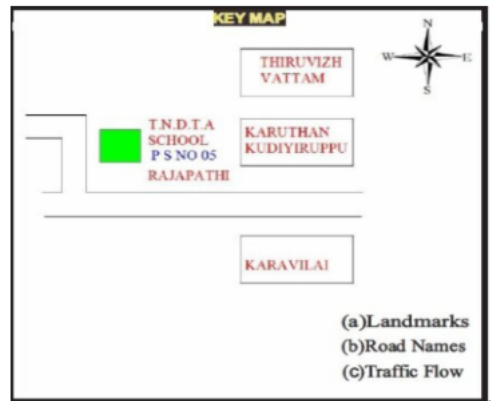 KEY MAP
N
W
E
S
THIRUVIZH
VATTAM
T.N.D.T.A
SCHOOL
P S NO 05
RAJAPATHI
KARUTHAN
KUDIYIRUPPU
KARAVILAI
(a)Landmarks
(b)Road Names
(c)Traffic Flow